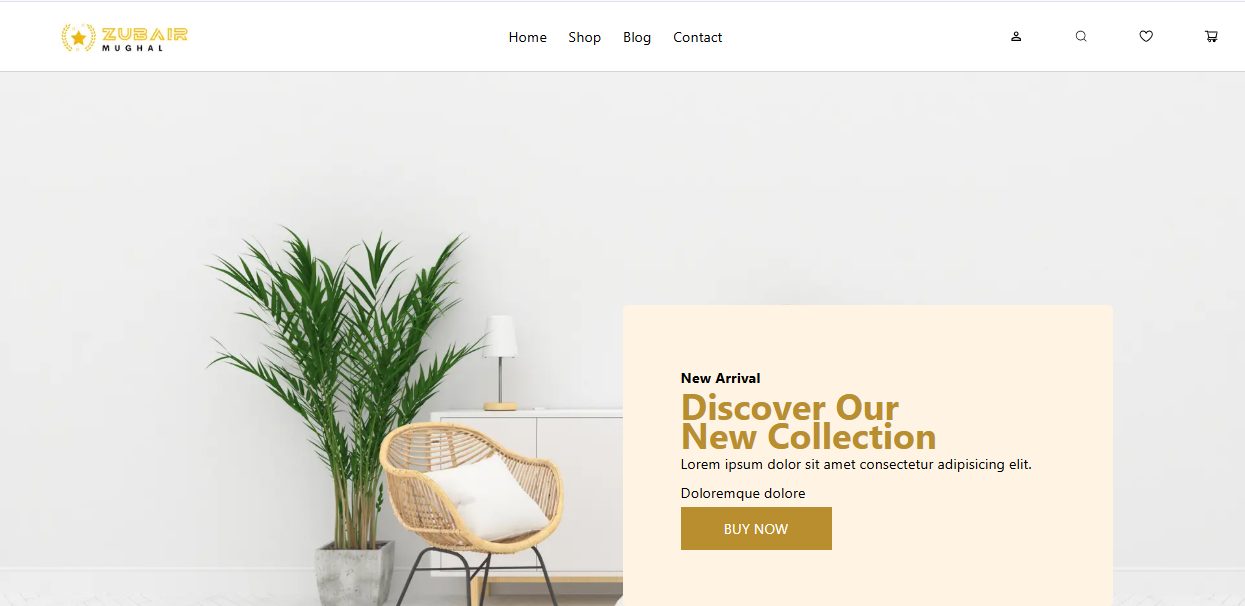 ZUBAIR
MUGHAL
Home Shop Blog Contact
New Arrival
Discover Our
New Collection
Lorem ipsum dolor sit amet consectetur adipisicing elit.
Doloremque dolore
BUY NOW